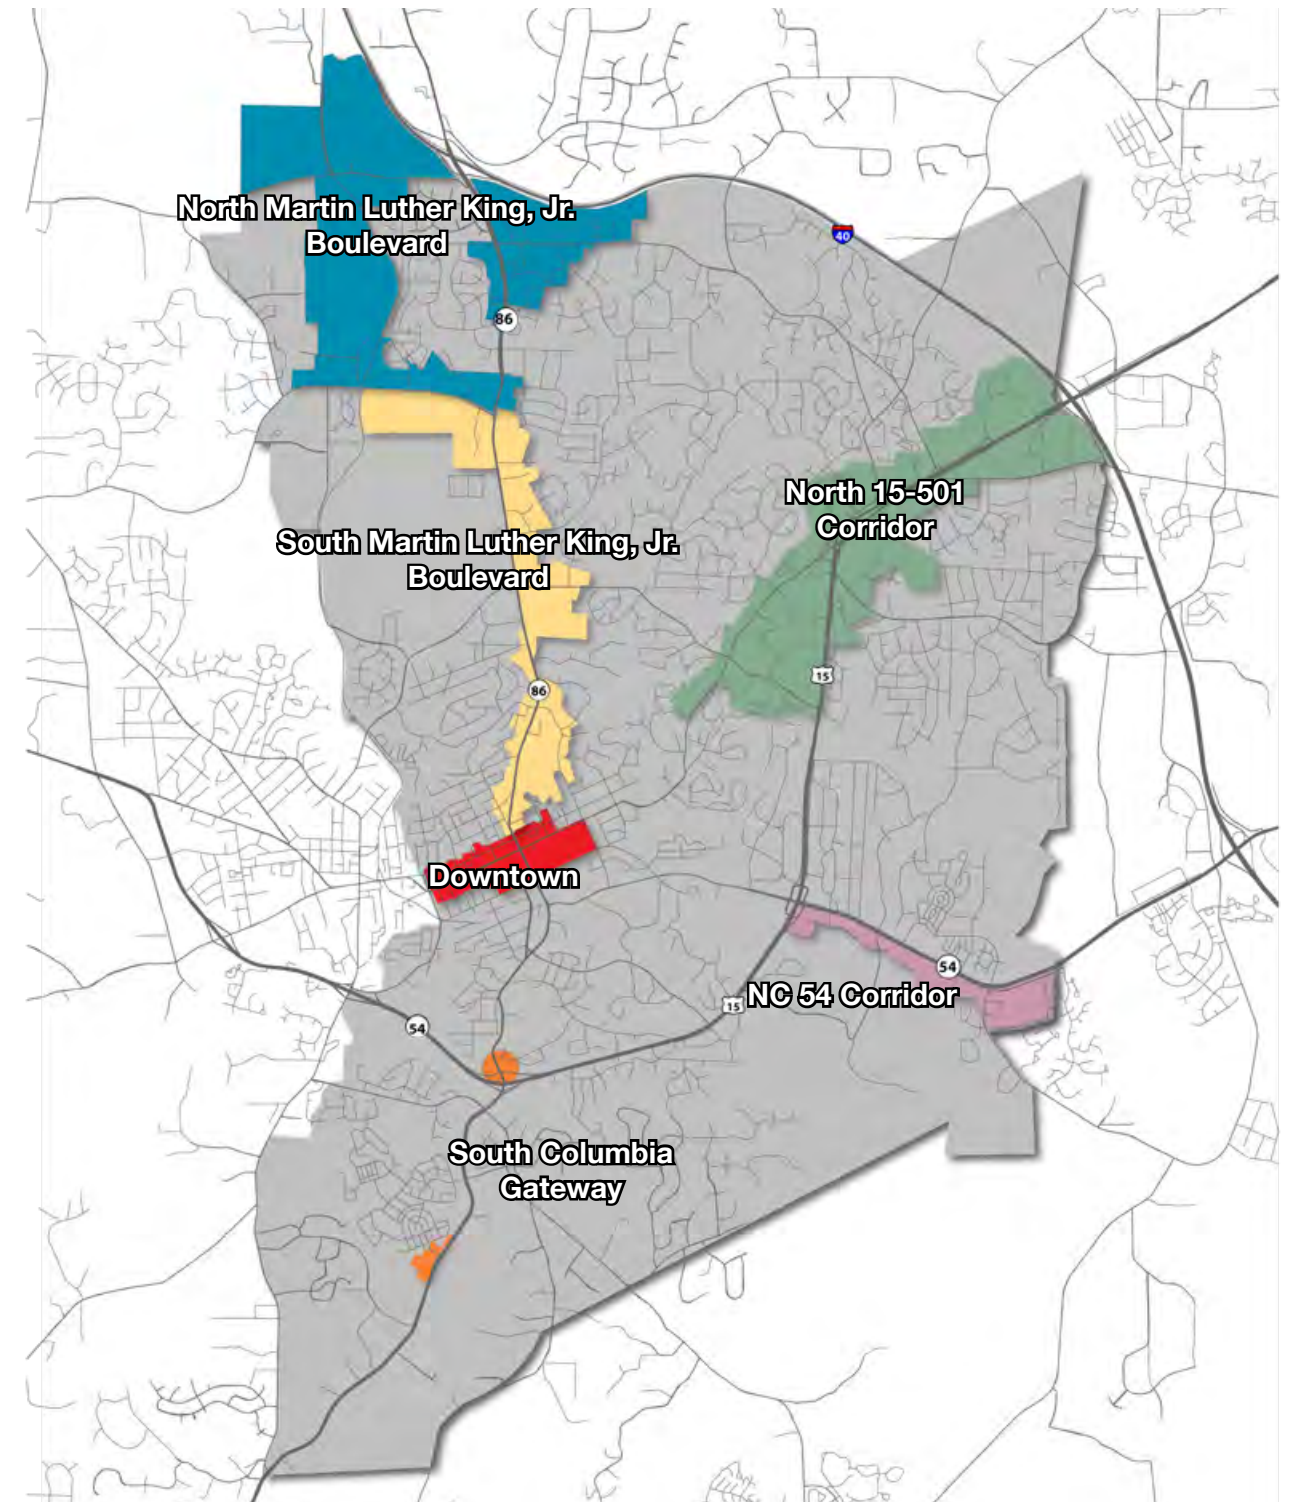 North Martin Luther King, Jr.
Boulevard
40
86
North 15-501
Corridor
South Martin Luther King, Jr.
Boulevard
15
86
Downtown
54
NC 54 Corridor
15
54
South Columbia
Gateway